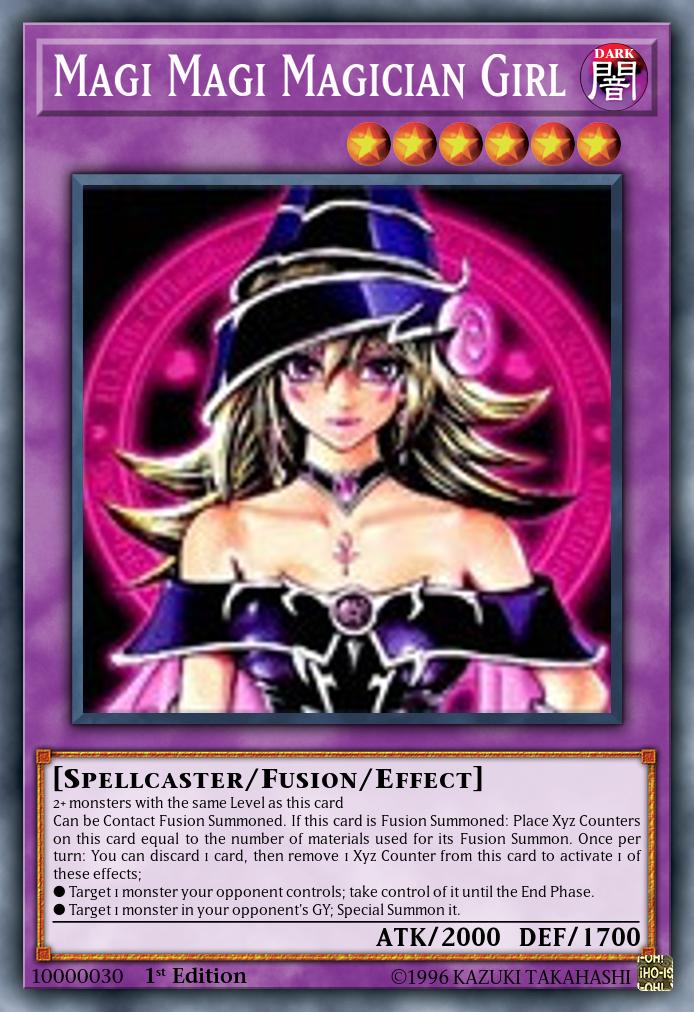 Magi Magi Magician Girl
DARK
闇
[Spellcaster/Fusion/Effect]
2+ monsters with the same Level as this card
Can be Contact Fusion Summoned. If this card is Fusion Summoned: Place Xyz Counters
on this card equal to the number of materials used for its Fusion Summon. Once per
turn: You can discard 1 card, then remove 1 Xyz Counter from this card to activate 1 of
these effects;
● Target 1 monster your opponent controls; take control of it until the End Phase.
● Target 1 monster in your opponent's GY; Special Summon it.
ATK/2000 DEF/1700
10000030 1st Edition ©1996 KAZUKI TAKAHASHI